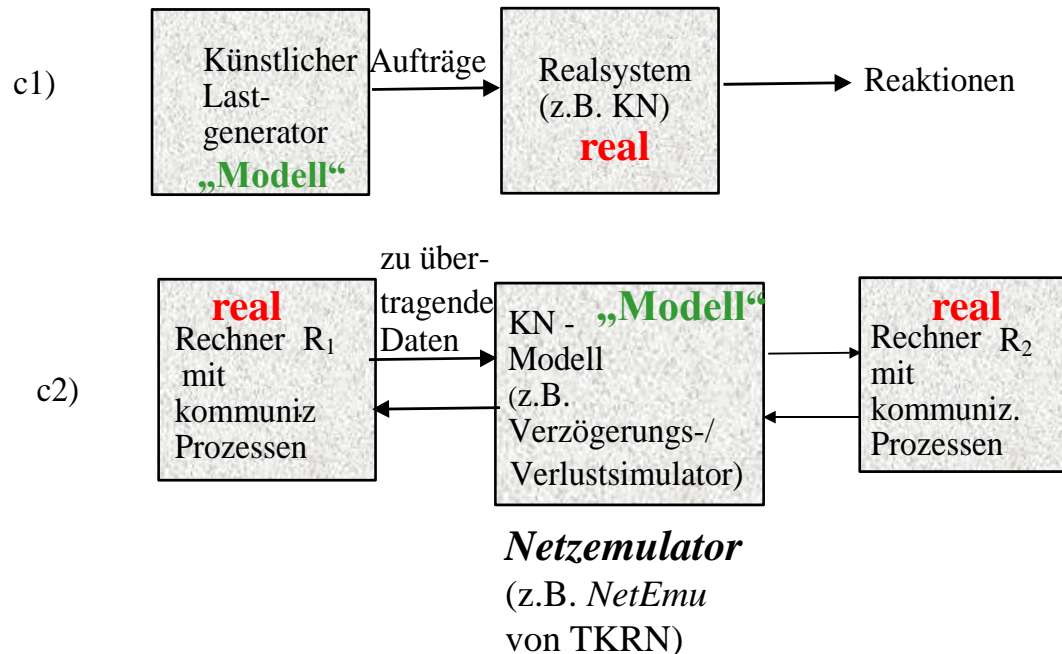 c1)
Künstlicher
Last-
generator
„Modell“
Aufträge
Realsystem
(z.B. KN)
real
Reaktionen
c2)
real
Rechner R₁
mit
kommuniz.
Prozessen
zu über-
tragende
Daten
„Modell“
KN -
Modell
(z.B.
Verzögerungs-/
Verlustsimulator)
real
Rechner R₂
mit
kommuniz.
Prozessen
Netzemulator
(z.B. NetEmu
von TKRN)